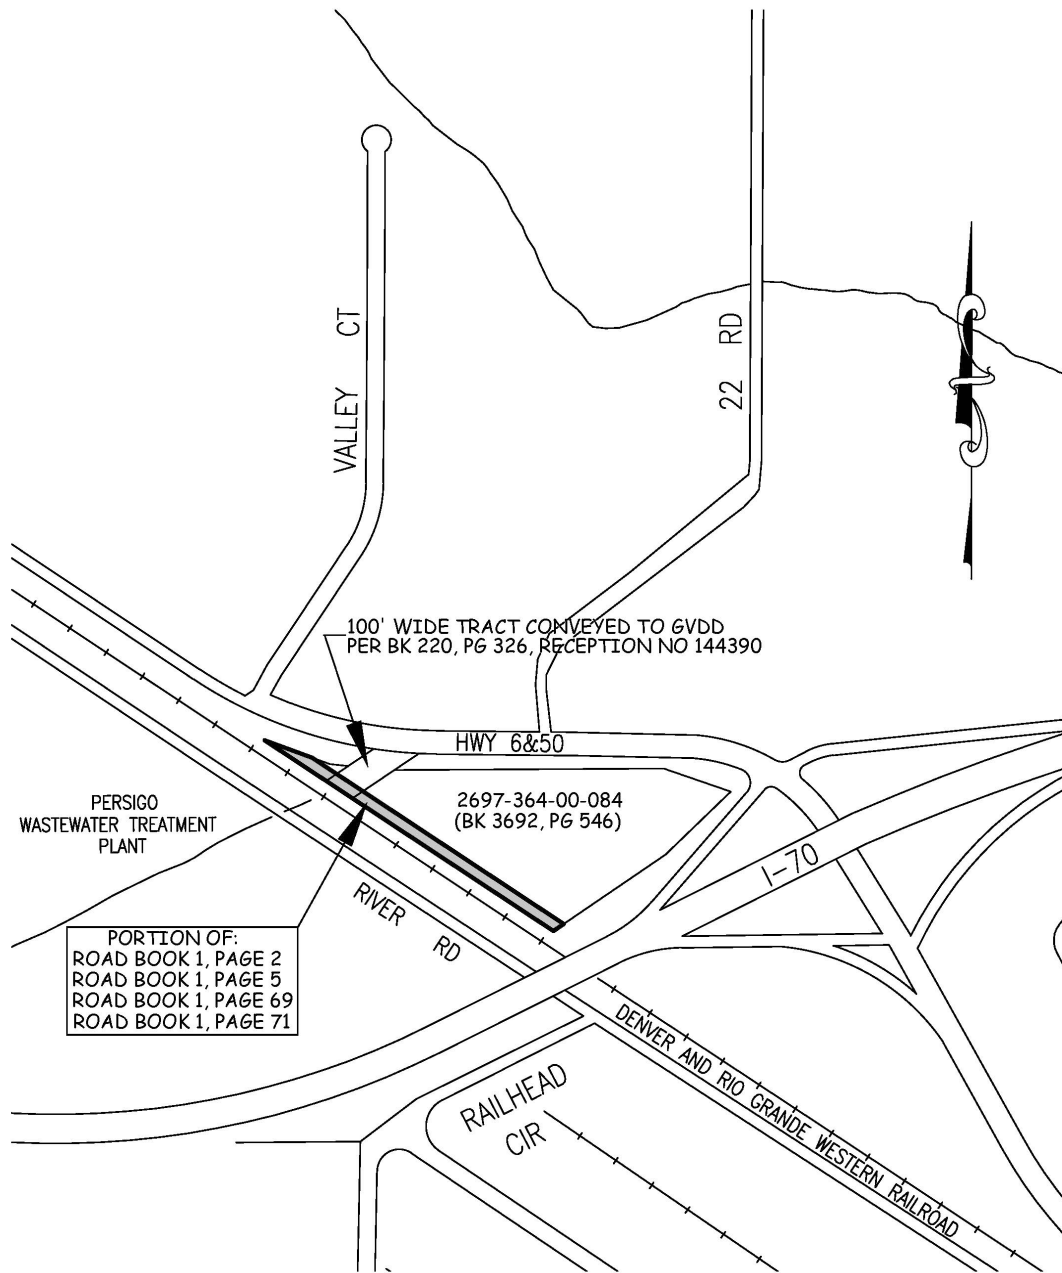 VALLEY CT
22 RD
100' WIDE TRACT CONVEYED TO GVDD
PER BK 220, PG 326, RECEPTION NO 144390
HWY 6&50
2697-364-00-084
(BK 3692, PG 546)
PERSIGO
WASTEWATER TREATMENT
PLANT
I-70
RIVER RD
PORTION OF:
ROAD BOOK 1, PAGE 2
ROAD BOOK 1, PAGE 5
ROAD BOOK 1, PAGE 69
ROAD BOOK 1, PAGE 71
DENVER AND RIO GRANDE WESTERN RAILROAD
RAILHEAD
CIR